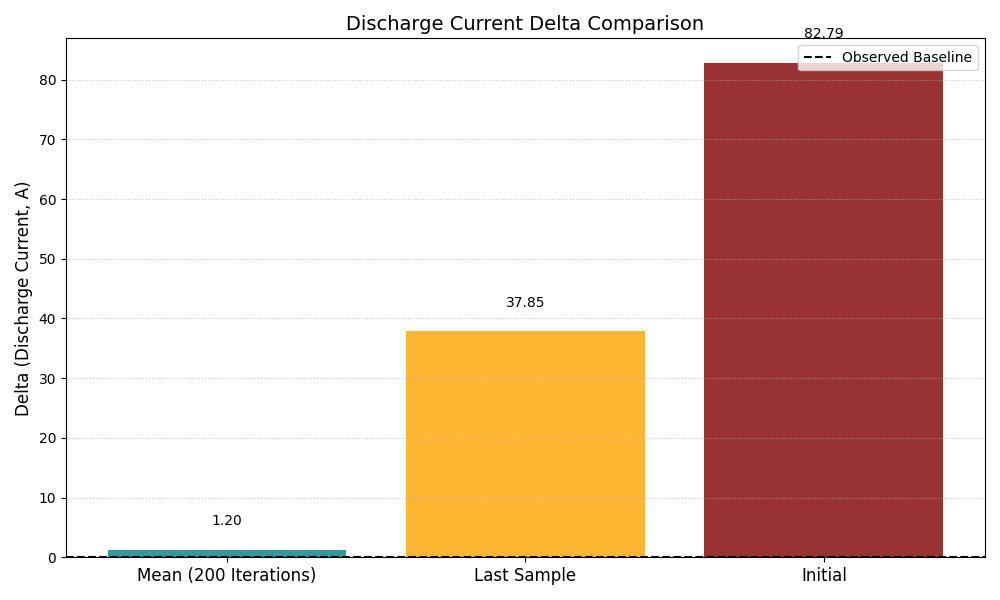 Discharge Current Delta Comparison
82.79
Observed Baseline
80
70
60
50
40
30
20
10
0
Delta (Discharge Current, A)
37.85
1.20
Mean (200 Iterations)
Last Sample
Initial